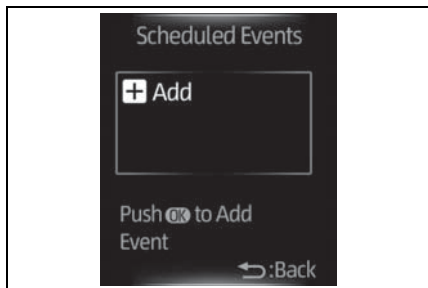 Scheduled Events
+ Add
Push OK to Add
Event
:Back